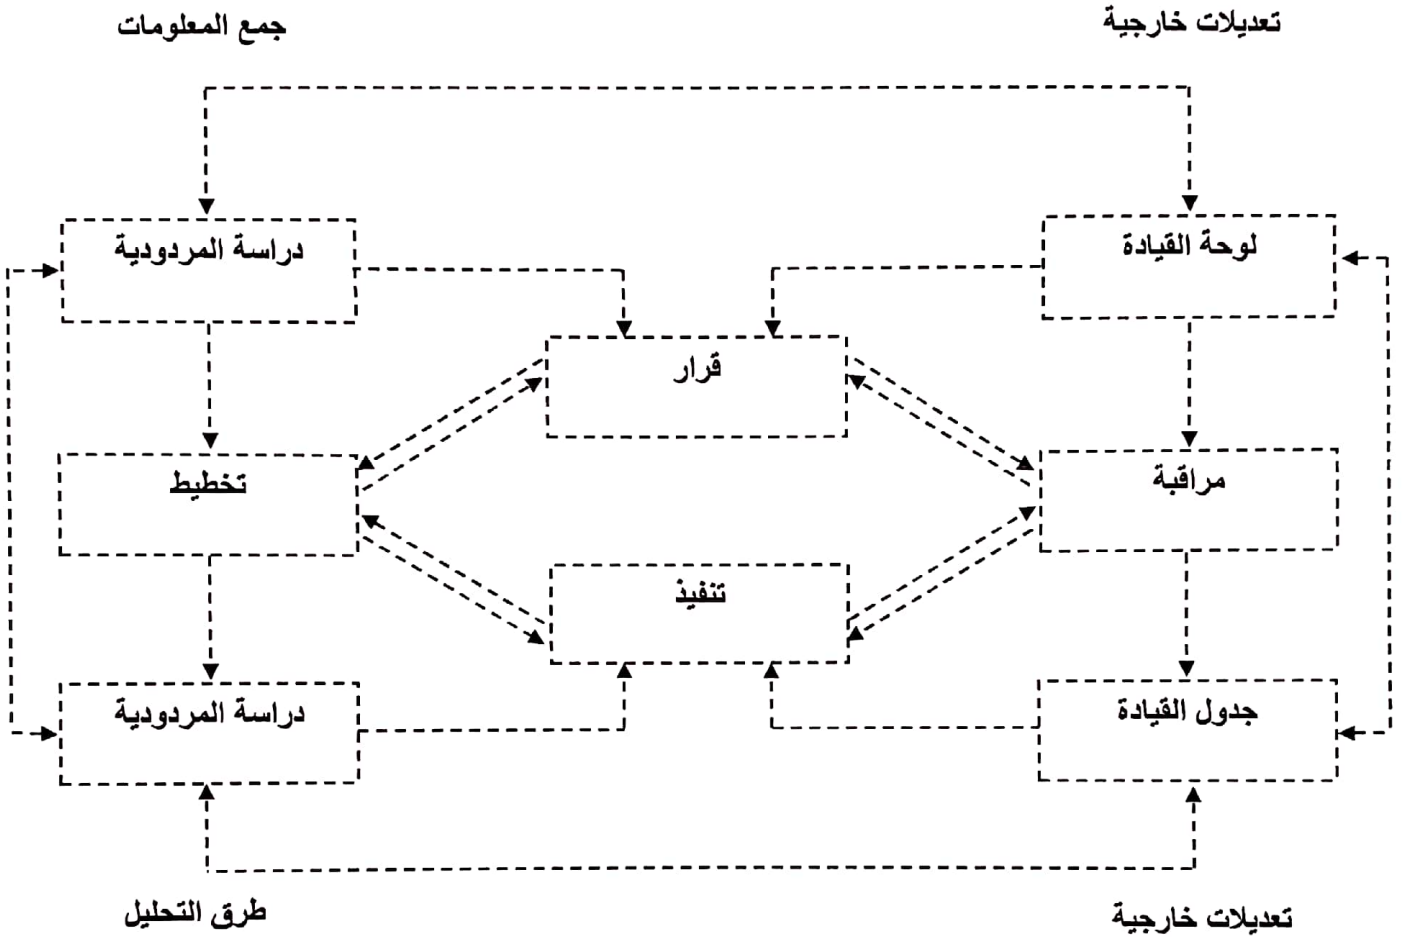 تعديلات خارجية
جمع المعلومات
لوحة القيادة
دراسة المردودية
قرار
مراقبة
تخطيط
تنفيذ
جدول القيادة
دراسة المردودية
تعديلات خارجية
طرق التحليل